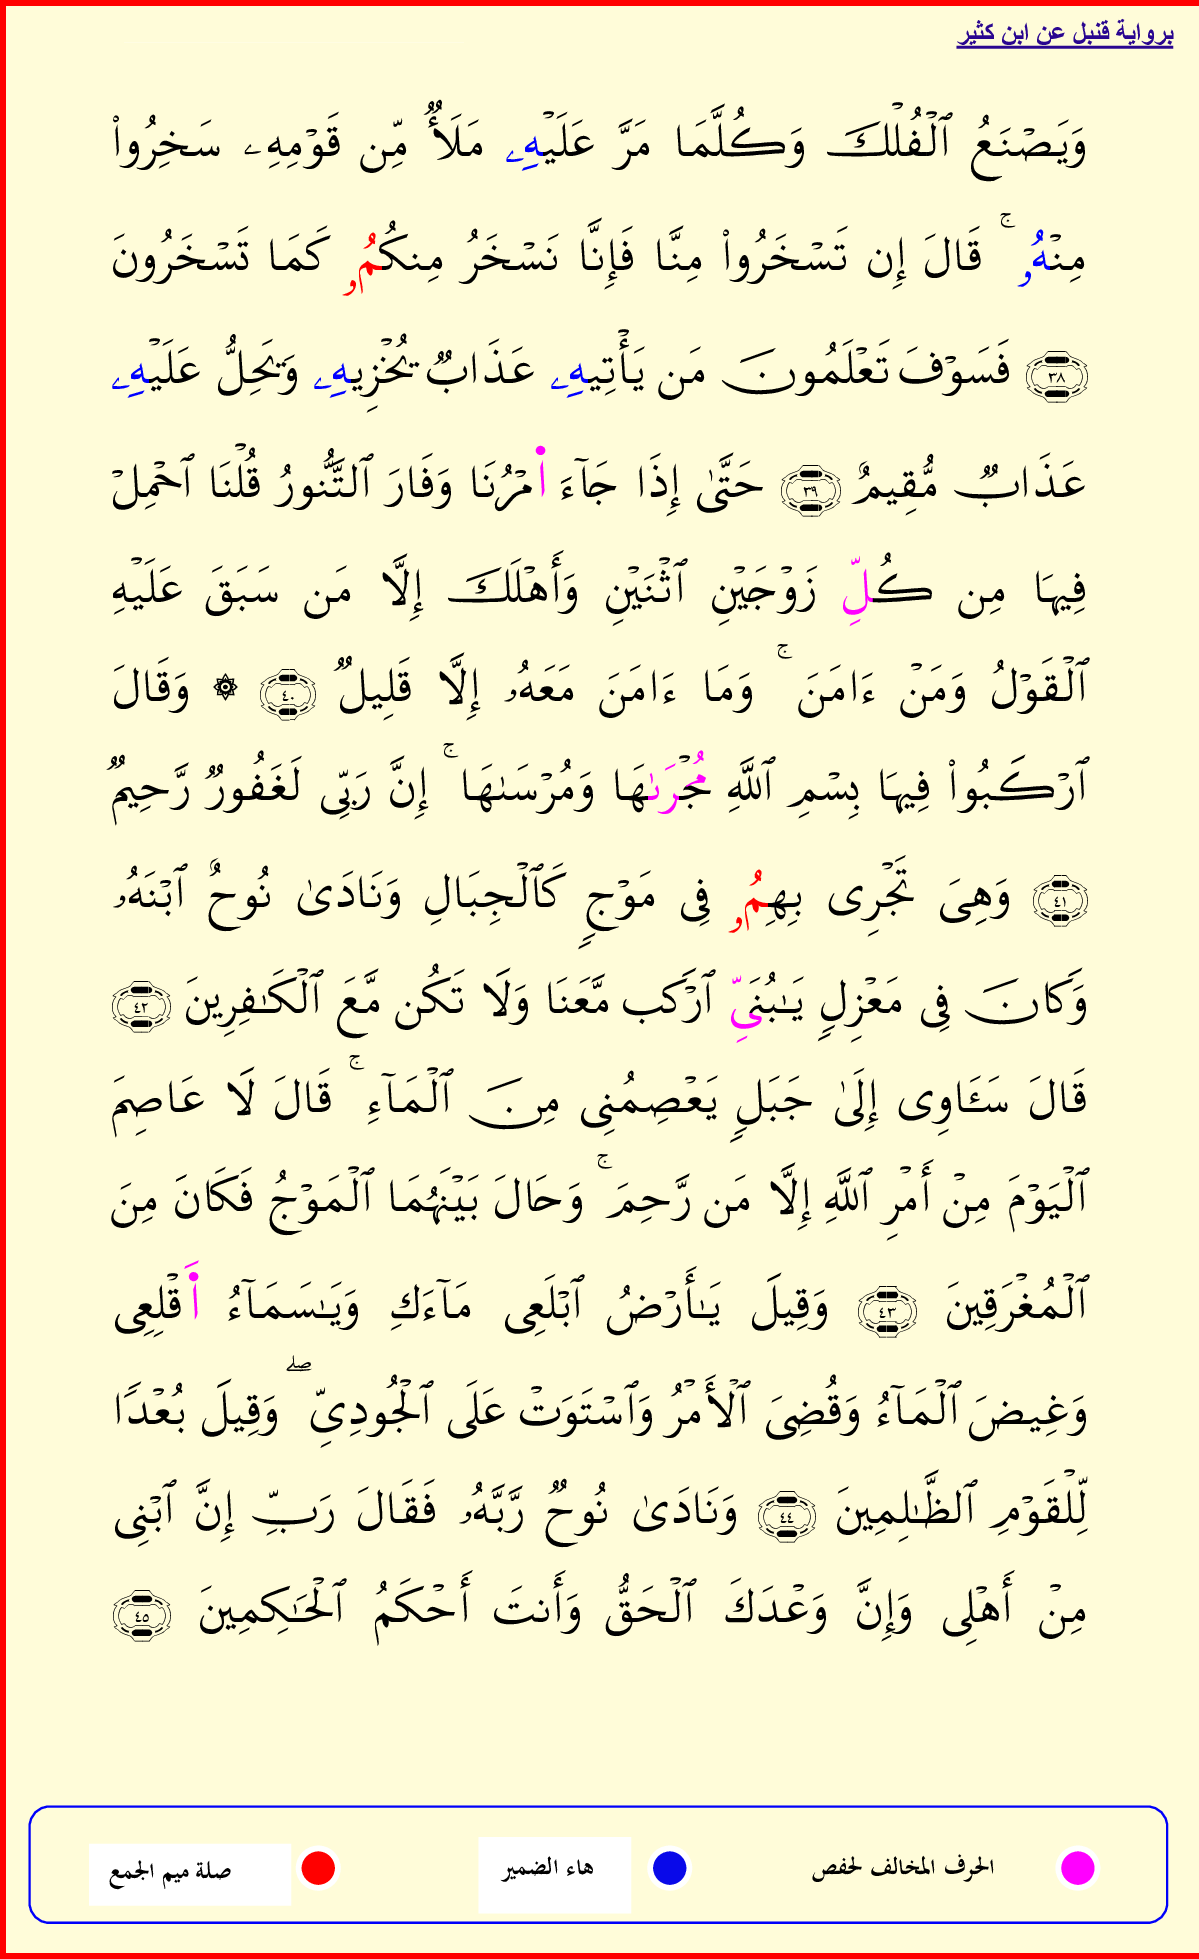 برواية قنبل عن ابن كثير
وَيَصْنَعُ ٱلْفُلْكَ وَكُلَّمَا مَرَّ عَلَيْهِۦ مَلَأٌ مِّن قَوْمِهِۦ سَخِرُوا۟
مِنْهُۥ ۚ قَالَ إِن تَسْخَرُوا۟ مِنَّا فَإِنَّا نَسْخَرُ مِنكُمُۥ كَمَا تَسْخَرُونَ
٣٨ فَسَوْفَ تَعْلَمُونَ مَن يَأْتِيهِۦ عَذَابٌ يُخْزِيهِۦ وَيَحِلُّ عَلَيْهِۦ
عَذَابٌ مُّقِيمٌ ٣٩ حَتَّىٰ إِذَا جَآءَ ا۬مْرُنَا وَفَارَ ٱلتَّنُّورُ قُلْنَا ٱحْمِلْ
فِيهَا مِن كُلِّ زَوْجَيْنِ ٱثْنَيْنِ وَأَهْلَكَ إِلَّا مَن سَبَقَ عَلَيْهِ
ٱلْقَوْلُ وَمَنْ ءَامَنَ ۚ وَمَا ءَامَنَ مَعَهُۥ إِلَّا قَلِيلٌ ٤٠ ۞ وَقَالَ
ٱرْكَبُوا۟ فِيهَا بِسْمِ ٱللَّهِ مُجْرَىٰهَا وَمُرْسَىٰهَا ۚ إِنَّ رَبِّى لَغَفُورٌ رَّحِيمٌ
٤١ وَهِىَ تَجْرِى بِهِمُۥ فِى مَوْجٍ كَٱلْجِبَالِ وَنَادَىٰ نُوحٌ ٱبْنَهُۥ
وَكَانَ فِى مَعْزِلٍ يَـٰبُنَىِّ ٱرْكَب مَّعَنَا وَلَا تَكُن مَّعَ ٱلْكَـٰفِرِينَ ٤٢
قَالَ سَـَٔاوِى إِلَىٰ جَبَلٍ يَعْصِمُنِى مِنَ ٱلْمَآءِ ۚ قَالَ لَا عَاصِمَ
ٱلْيَوْمَ مِنْ أَمْرِ ٱللَّهِ إِلَّا مَن رَّحِمَ ۚ وَحَالَ بَيْنَهُمَا ٱلْمَوْجُ فَكَانَ مِنَ
ٱلْمُغْرَقِينَ ٤٣ وَقِيلَ يَـٰٓأَرْضُ ٱبْلَعِى مَآءَكِ وَيَـٰسَمَآءُ اَ۬قْلِعِى
وَغِيضَ ٱلْمَآءُ وَقُضِىَ ٱلْأَمْرُ وَٱسْتَوَتْ عَلَى ٱلْجُودِىِّ ۖ وَقِيلَ بُعْدًا
لِّلْقَوْمِ ٱلظَّـٰلِمِينَ ٤٤ وَنَادَىٰ نُوحٌ رَّبَّهُۥ فَقَالَ رَبِّ إِنَّ ٱبْنِى
مِنْ أَهْلِى وَإِنَّ وَعْدَكَ ٱلْحَقُّ وَأَنتَ أَحْكَمُ ٱلْحَـٰكِمِينَ ٤٥
الحرف المخالف لحفص هاء الضمير صلة ميم الجمع